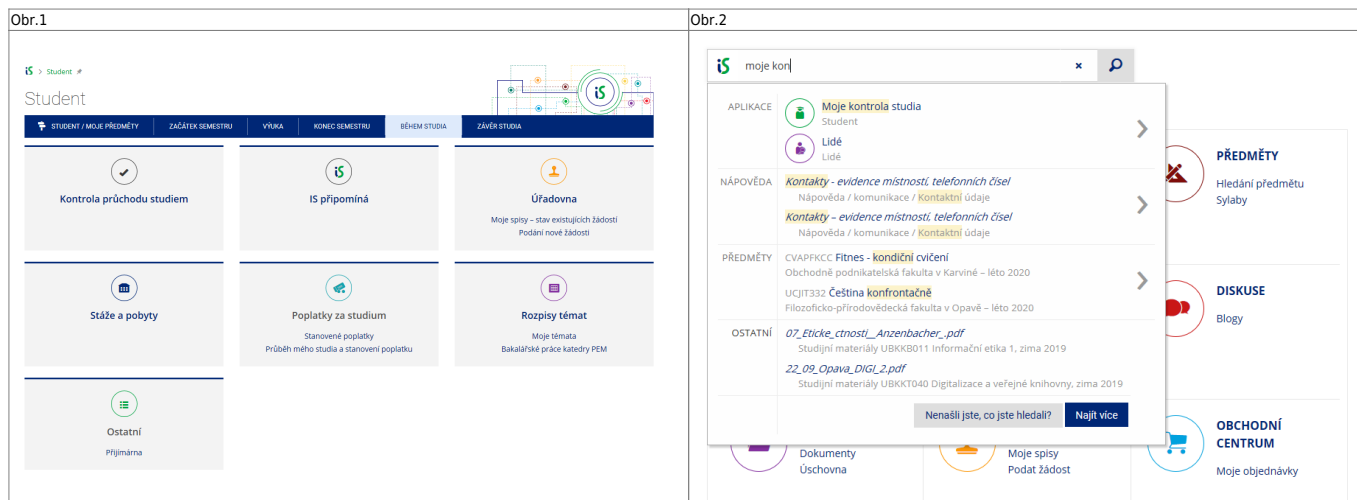 Obr.1
iS > Student
Student
STUDENT / MOJE PŘEDMĚTY ZAČÁTEK SEMESTRU VÝUKA KONEC SEMESTRU BĚHEM STUDIA ZÁVĚR STUDIA
iS
Kontrola průchodu studiem
iS
IS připomíná
Úřadovna
Moje spisy – stav existujících žádostí
Podání nové žádosti
Stáže a pobyty
Poplatky za studium
Stanovené poplatky
Průběh mého studia a stanovení poplatku
Rozpisy témat
Moje témata
Bakalářské práce katedry PEM
Ostatní
Přijímárna
Obr.2
iS moje kon ×
APLIKACE Moje kontrola studia
Student
Lidé
Lidé
NÁPOVĚDA Kontakty - evidence místností, telefonních čísel
Nápověda / komunikace / Kontaktní údaje
Kontakty – evidence místností, telefonních čísel
Nápověda / komunikace / Kontaktní údaje
PŘEDMĚTY CVAPFKCC Fitnes - kondiční cvičení
Obchodně podnikatelská fakulta v Karviné – léto 2020
UCJIT332 Čeština konfrontačně
Filozoficko-přírodovědecká fakulta v Opavě – léto 2020
OSTATNÍ 07_Eticke_ctnosti__Anzenbacher_.pdf
Studijní materiály UBKKB011 Informační etika 1, zima 2019
22_09_Opava_DIGI_2.pdf
Studijní materiály UBKKT040 Digitalizace a veřejné knihovny, zima 2019
Nenašli jste, co jste hledali? Najít více
PŘEDMĚTY
Hledání předmětu
Sylaby
DISKUSE
Blogy
Dokumenty
Úschovna
Moje spisy
Podat žádost
OBCHODNÍ
CENTRUM
Moje objednávky